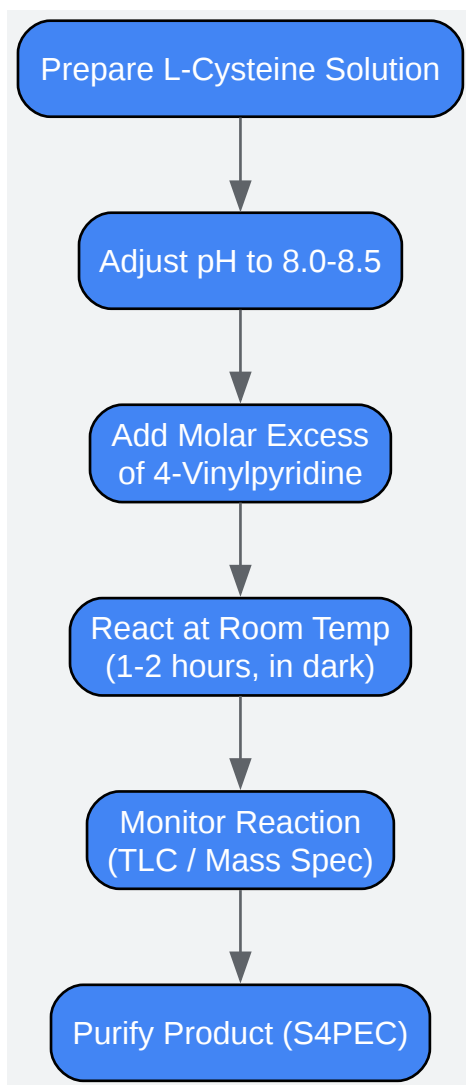 Prepare L-Cysteine Solution
Adjust pH to 8.0-8.5
Add Molar Excess
of 4-Vinylpyridine
React at Room Temp
(1-2 hours, in dark)
Monitor Reaction
(TLC / Mass Spec)
Purify Product (S4PEC)